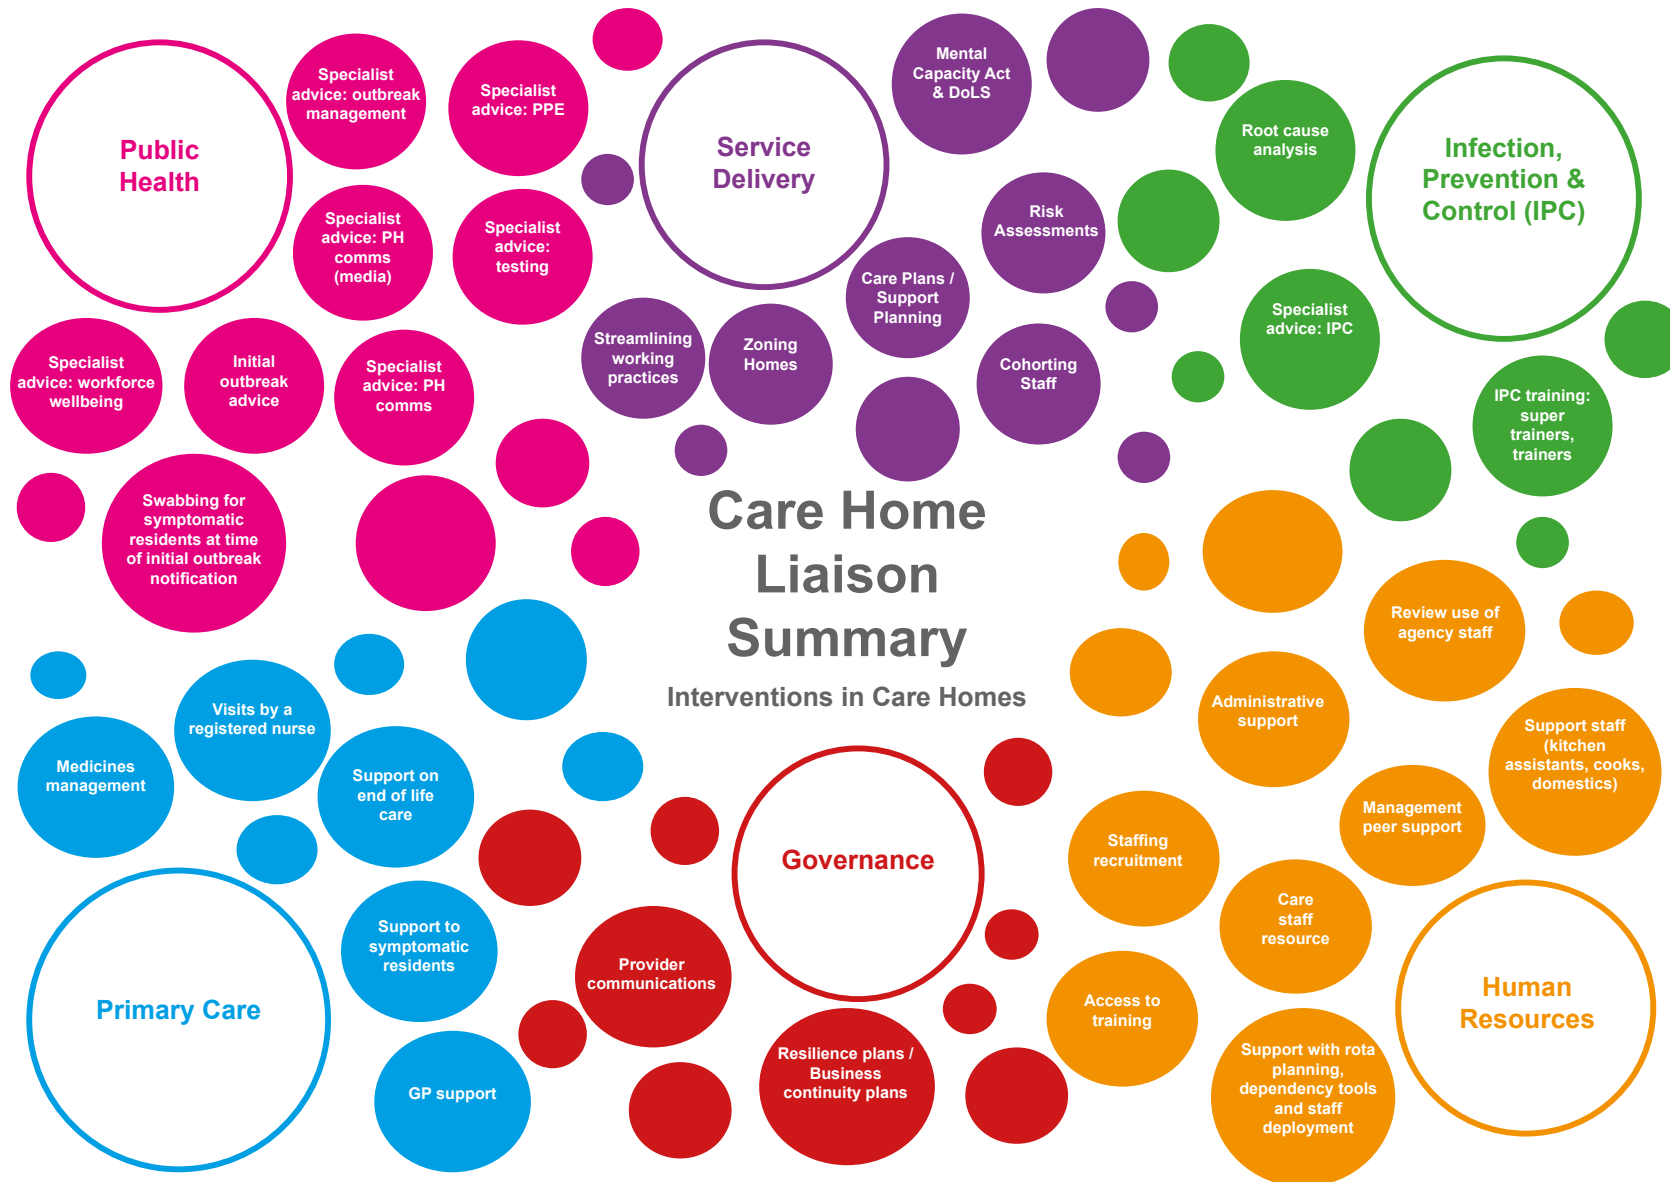 Public
Health
Specialist
advice: outbreak
management
Specialist
advice: PPE
Specialist
advice: PH
comms
(media)
Specialist
advice:
testing
Specialist
advice: workforce
wellbeing
Initial
outbreak
advice
Specialist
advice: PH
comms
Swabbing for
symptomatic
residents at time
of initial outbreak
notification
Service
Delivery
Mental
Capacity Act
& DoLS
Risk
Assessments
Care Plans /
Support
Planning
Streamlining
working
practices
Zoning
Homes
Cohorting
Staff
Infection,
Prevention &
Control (IPC)
Root cause
analysis
Specialist
advice: IPC
IPC training:
super
trainers,
trainers
Care Home
Liaison
Summary
Interventions in Care Homes
Visits by a
registered nurse
Medicines
management
Support on
end of life
care
Support to
symptomatic
residents
GP support
Primary Care
Governance
Provider
communications
Resilience plans /
Business
continuity plans
Review use of
agency staff
Administrative
support
Support staff
(kitchen
assistants, cooks,
domestics)
Management
peer support
Staffing
recruitment
Care
staff
resource
Access to
training
Support with rota
planning,
dependency tools
and staff
deployment
Human
Resources